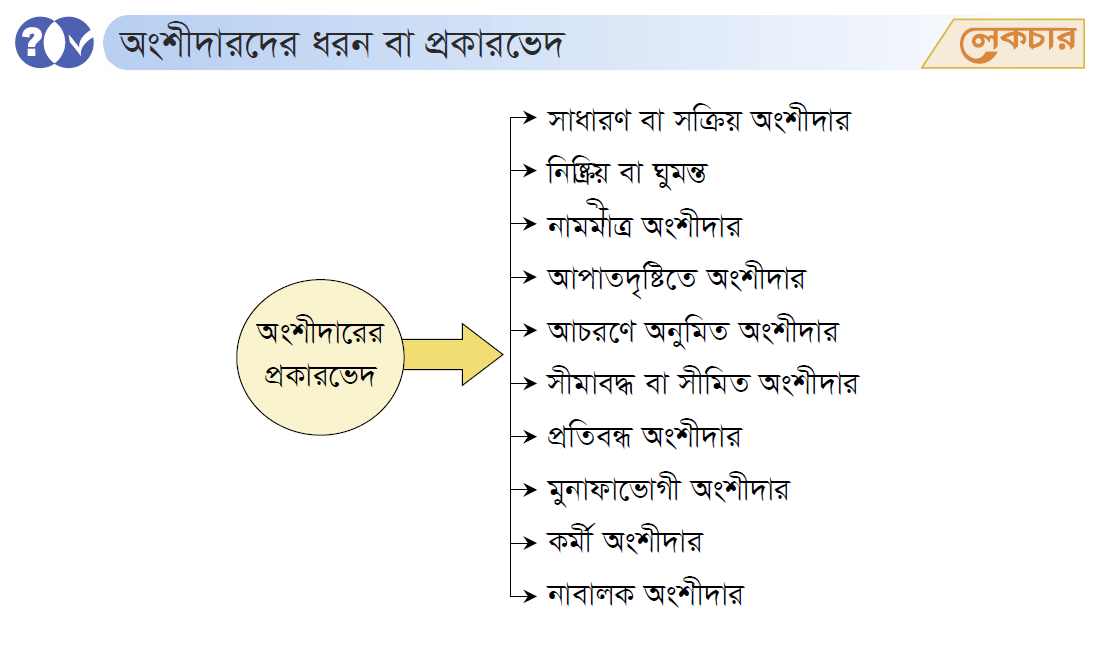 অংশীদারদের ধরন বা প্রকারভেদ
লেকচার
সাধারণ বা সক্রিয় অংশীদার
নিষ্ক্রিয় বা ঘুমন্ত
নামমাত্র অংশীদার
আপাতদৃষ্টিতে অংশীদার
অংশীদারের
প্রকারভেদ
আচরণে অনুমিত অংশীদার
সীমাবদ্ধ বা সীমিত অংশীদার
প্রতিবন্ধ অংশীদার
মুনাফাভোগী অংশীদার
কর্মী অংশীদার
নাবালক অংশীদার